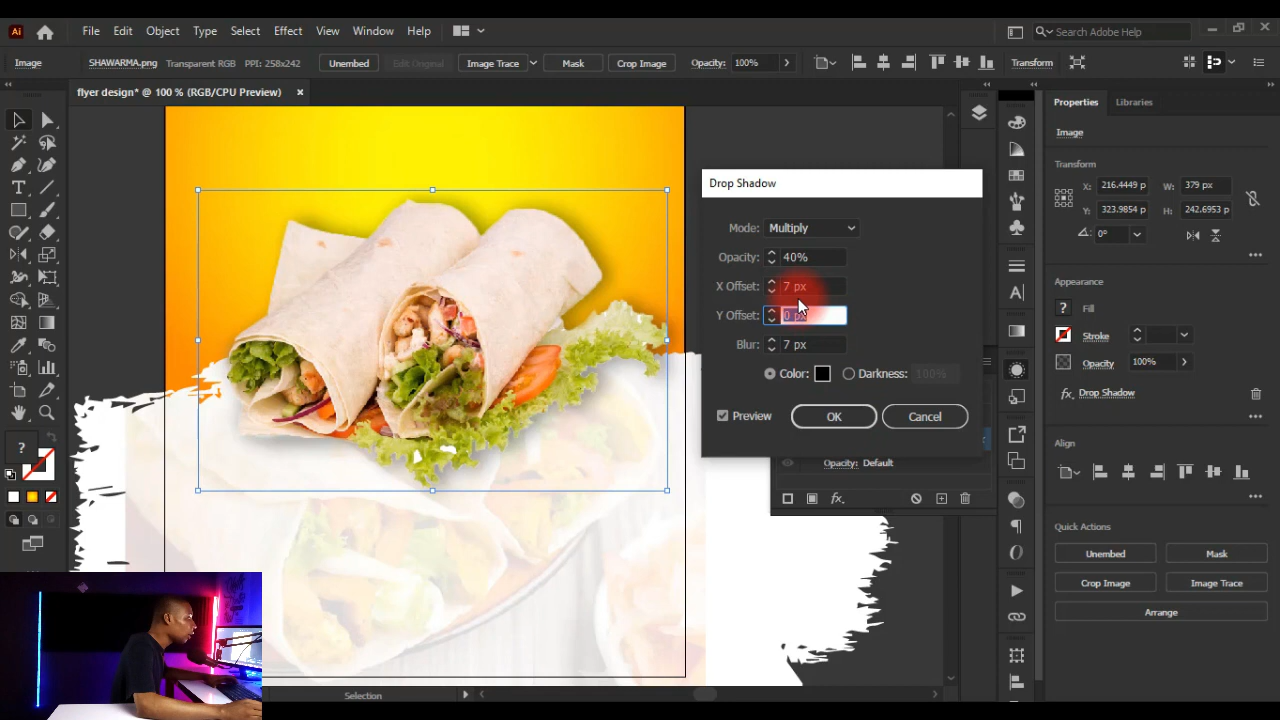 Ai File Edit Object Type Select Effect View Window Help Search Adobe Help
Image SHAWARMA.png Transparent RGB PPI: 258x242 Unembed Edit Original Image Trace Mask Crop Image Opacity: 100% Transform
flyer design* @ 100 % (RGB/CPU Preview) ×
Properties Libraries
Image
Transform
X: 216.4449 p W: 379 px
Y: 323.9854 p H: 242.6953 p
0°
Appearance
Fill
Stroke
Opacity 100%
fx. Drop Shadow
Align
Quick Actions
Unembed Mask
Crop Image Image Trace
Arrange
Drop Shadow
Mode: Multiply
Opacity: 40%
X Offset: 7 px
Y Offset: 0 px
Blur: 7 px
Color: Darkness: 100%
Preview OK Cancel
Opacity: Default
fx.
?
Selection